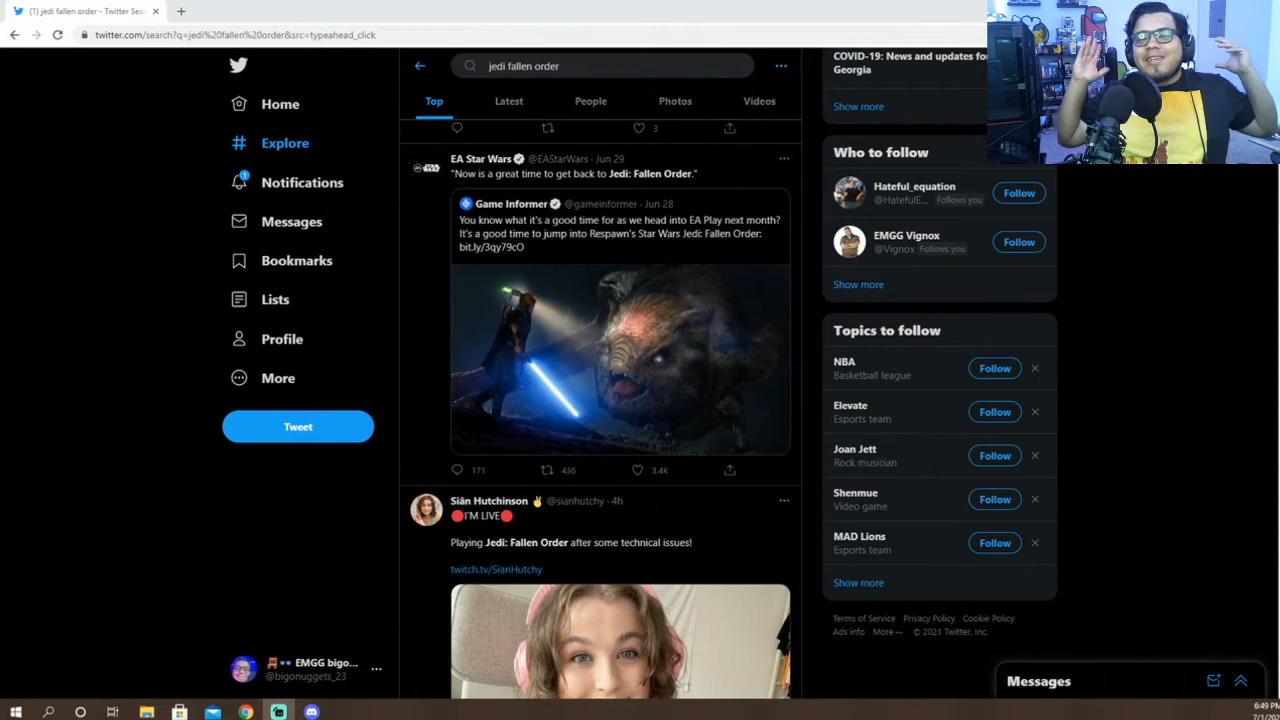 (1) jedi fallen order - Twitter Sea
twitter.com/search?q=jedi%20fallen%20order&src=typeahead_click
jedi fallen order
Home
Explore
1
Notifications
Messages
Bookmarks
Lists
Profile
More
Tweet
EMGG bigo...
@bigonuggets_23
Top Latest People Photos Videos
3
EA Star Wars @EAStarWars · Jun 29
"Now is a great time to get back to Jedi: Fallen Order."
Game Informer @gameinformer · Jun 28
You know what it's a good time for as we head into EA Play next month?
It's a good time to jump into Respawn's Star Wars Jedi: Fallen Order:
bit.ly/3qy79cO
171 436 3.4K
Siân Hutchinson ✌ @sianhutchy · 4h
🔴I'M LIVE🔴
Playing Jedi: Fallen Order after some technical issues!
twitch.tv/SianHutchy
COVID-19: News and updates for
Georgia
Show more
Who to follow
Hateful_equation
@HatefulE... Follows you
Follow
EMGG Vignox
@Vignox Follows you
Follow
Show more
Topics to follow
NBA
Basketball league
Follow
Elevate
Esports team
Follow
Joan Jett
Rock musician
Follow
Shenmue
Video game
Follow
MAD Lions
Esports team
Follow
Show more
Terms of Service Privacy Policy Cookie Policy
Ads info More ··· © 2021 Twitter, Inc.
Messages
6:49 PM